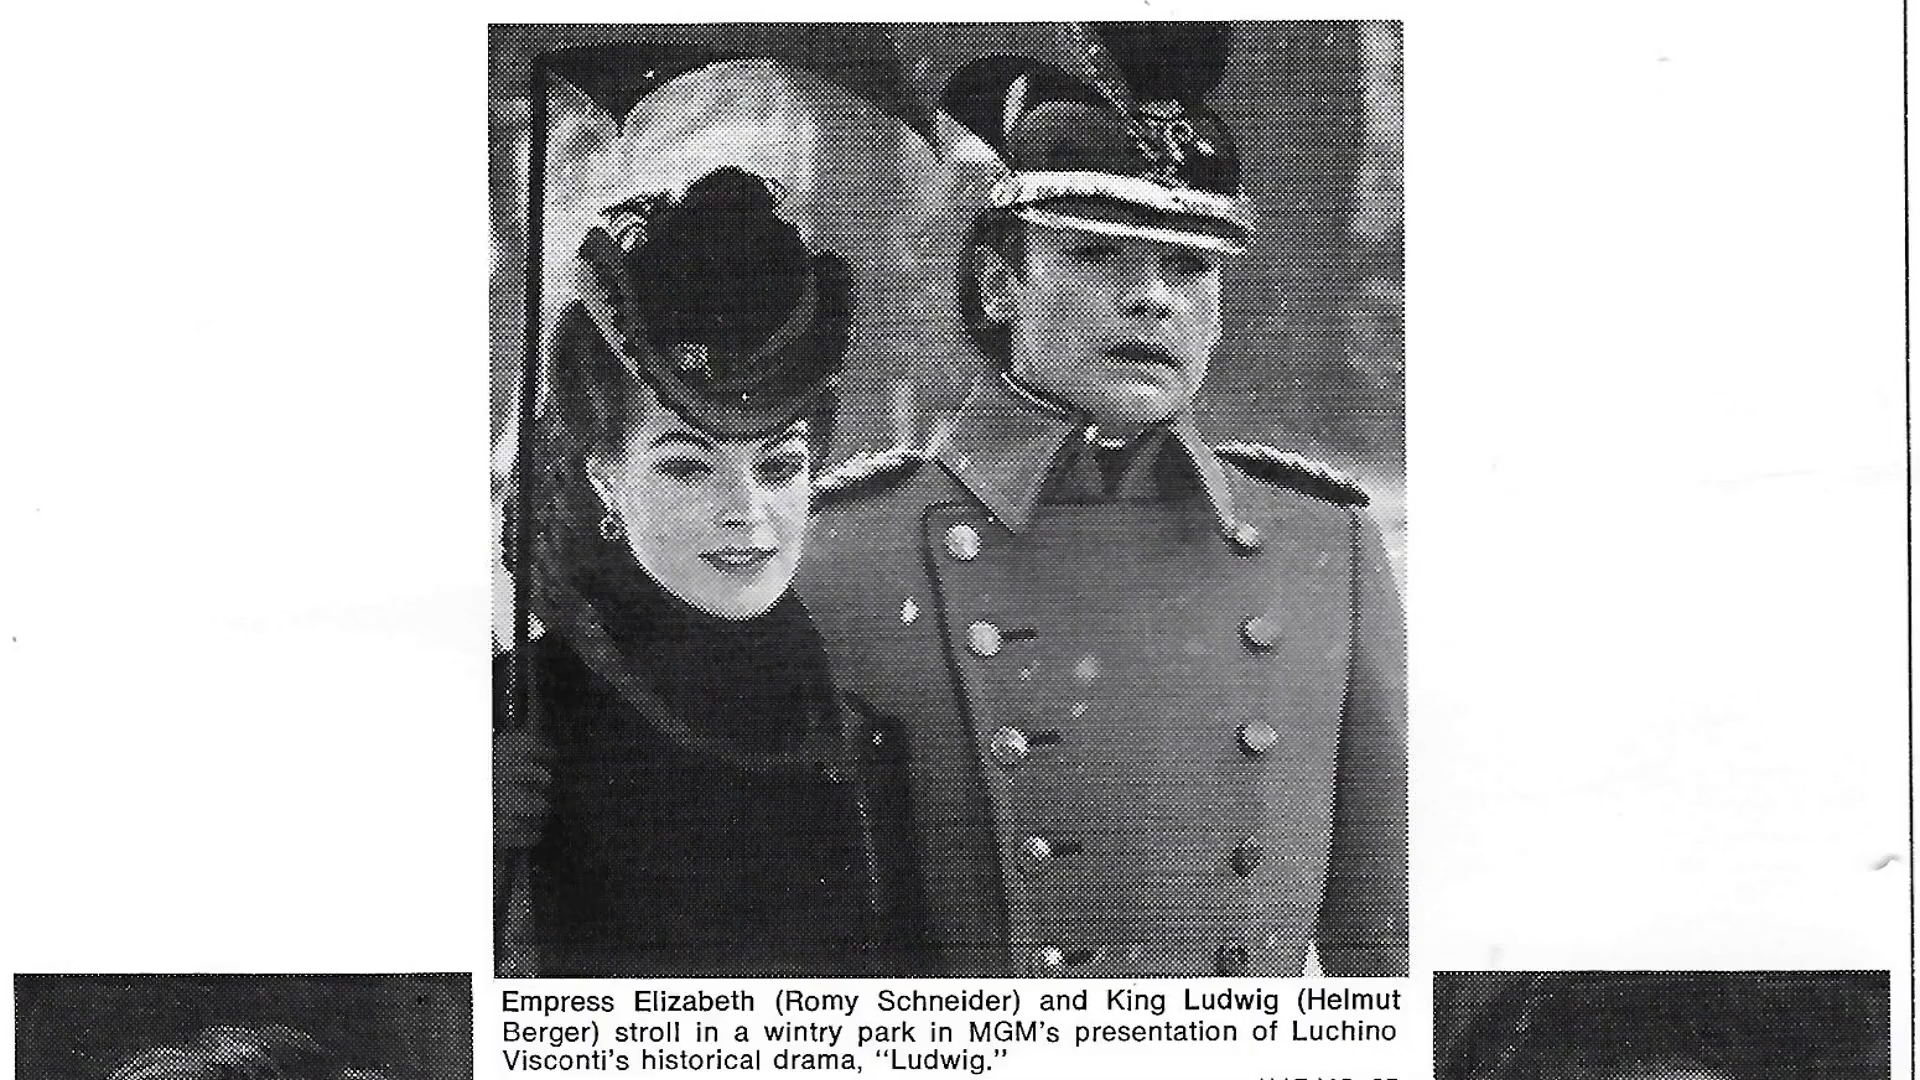 Empress Elizabeth (Romy Schneider) and King Ludwig (Helmut
Berger) stroll in a wintry park in MGM's presentation of Luchino
Visconti's historical drama, “Ludwig.”